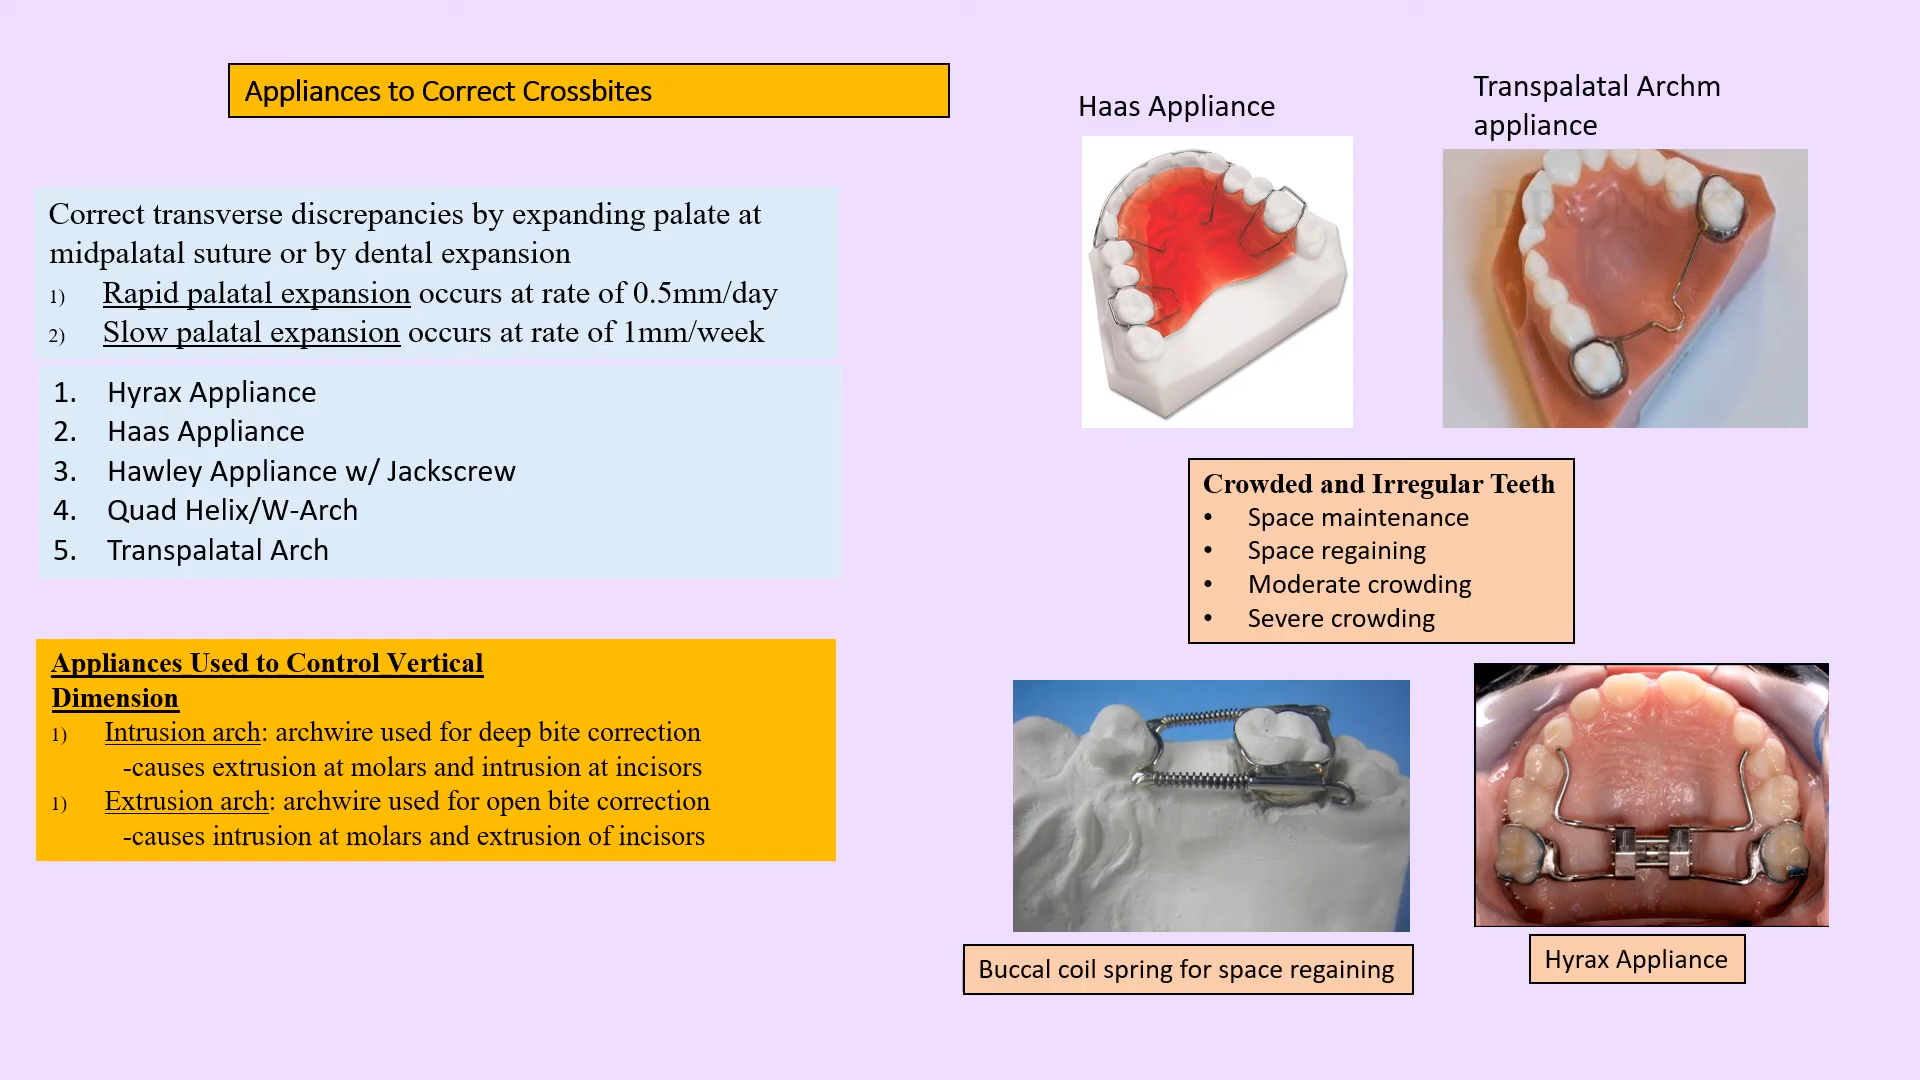 Appliances to Correct Crossbites
Correct transverse discrepancies by expanding palate at
midpalatal suture or by dental expansion
1) Rapid palatal expansion occurs at rate of 0.5mm/day
2) Slow palatal expansion occurs at rate of 1mm/week
1. Hyrax Appliance
2. Haas Appliance
3. Hawley Appliance w/ Jackscrew
4. Quad Helix/W-Arch
5. Transpalatal Arch
Appliances Used to Control Vertical
Dimension
1) Intrusion arch: archwire used for deep bite correction
-causes extrusion at molars and intrusion at incisors
1) Extrusion arch: archwire used for open bite correction
-causes intrusion at molars and extrusion of incisors
Haas Appliance
Transpalatal Archm
appliance
Crowded and Irregular Teeth
• Space maintenance
• Space regaining
• Moderate crowding
• Severe crowding
Buccal coil spring for space regaining
Hyrax Appliance